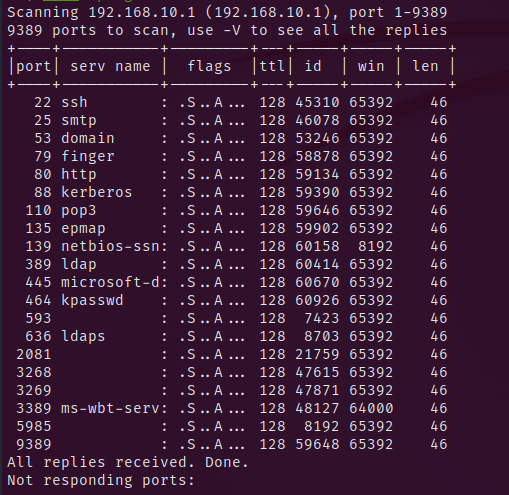 Scanning 192.168.10.1 (192.168.10.1), port 1-9389
9389 ports to scan, use -V to see all the replies
+----+-----------+---------+---+-----+-----+-----+
|port| serv name |  flags  |ttl| id  | win | len |
+----+-----------+---------+---+-----+-----+-----+
   22 ssh        : .S..A... 128 45310 65392    46
   25 smtp       : .S..A... 128 46078 65392    46
   53 domain     : .S..A... 128 53246 65392    46
   79 finger     : .S..A... 128 58878 65392    46
   80 http       : .S..A... 128 59134 65392    46
   88 kerberos   : .S..A... 128 59390 65392    46
  110 pop3       : .S..A... 128 59646 65392    46
  135 epmap      : .S..A... 128 59902 65392    46
  139 netbios-ssn: .S..A... 128 60158  8192    46
  389 ldap       : .S..A... 128 60414 65392    46
  445 microsoft-d: .S..A... 128 60670 65392    46
  464 kpasswd    : .S..A... 128 60926 65392    46
  593            : .S..A... 128  7423 65392    46
  636 ldaps      : .S..A... 128  8703 65392    46
 2081            : .S..A... 128 21759 65392    46
 3268            : .S..A... 128 47615 65392    46
 3269            : .S..A... 128 47871 65392    46
 3389 ms-wbt-serv: .S..A... 128 48127 64000    46
 5985            : .S..A... 128  8192 65392    46
 9389            : .S..A... 128 59648 65392    46
All replies received. Done.
Not responding ports: